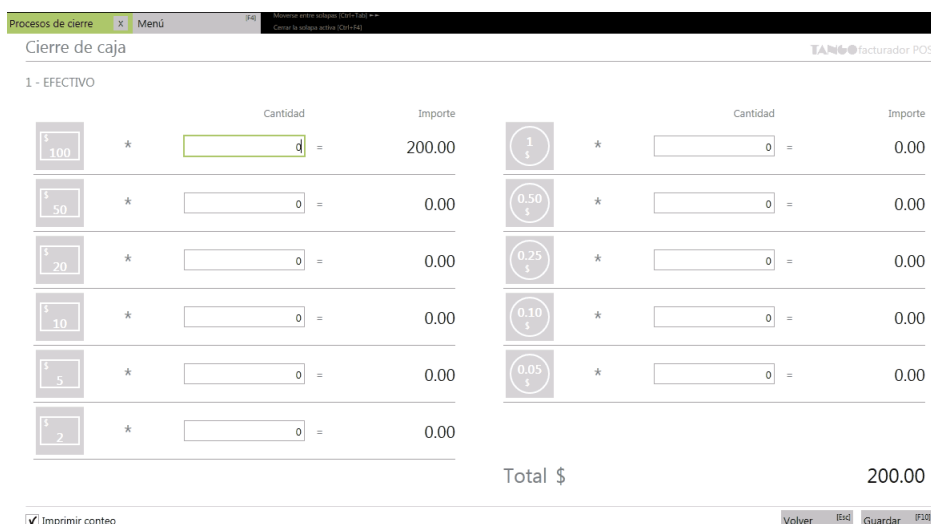 Procesos de cierre x Menú [F4] Moverse entre solapas [Ctrl+Tab]
Cerrar la solapa activa [Ctrl+F4]
Cierre de caja TANGO facturador POS
1 - EFECTIVO
Cantidad Importe Cantidad Importe
$ 100 * 0 = 200.00 1 $ * 0 = 0.00
$ 50 * 0 = 0.00 0.50 $ * 0 = 0.00
$ 20 * 0 = 0.00 0.25 $ * 0 = 0.00
$ 10 * 0 = 0.00 0.10 $ * 0 = 0.00
$ 5 * 0 = 0.00 0.05 $ * 0 = 0.00
$ 2 * 0 = 0.00
Total $ 200.00
Imprimir conteo Volver [Esc] Guardar [F10]